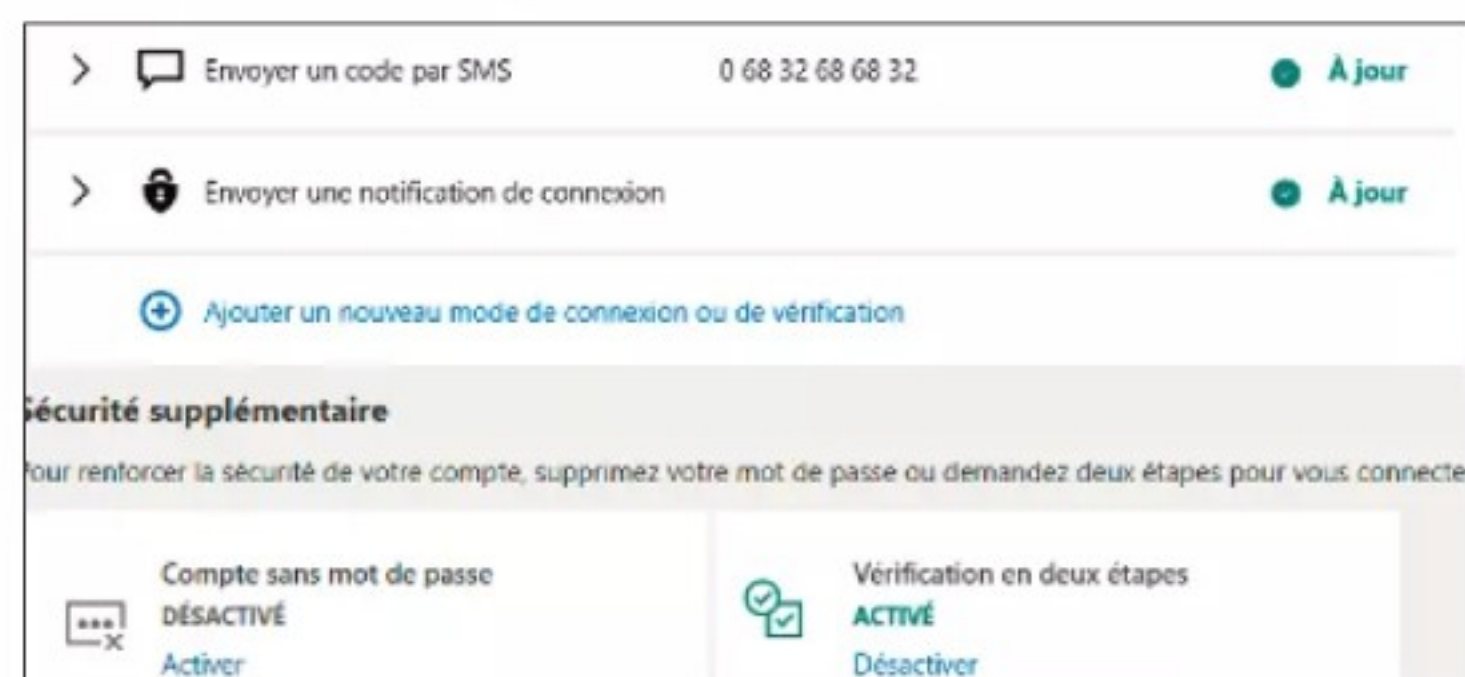 Envoyer un code par SMS 0 68 32 68 68 32 À jour
Envoyer une notification de connexion À jour
Ajouter un nouveau mode de connexion ou de vérification
Sécurité supplémentaire
Pour renforcer la sécurité de votre compte, supprimez votre mot de passe ou demandez deux étapes pour vous connecte
Compte sans mot de passe Vérification en deux étapes
DÉSACTIVÉ ACTIVÉ
Activer Désactiver